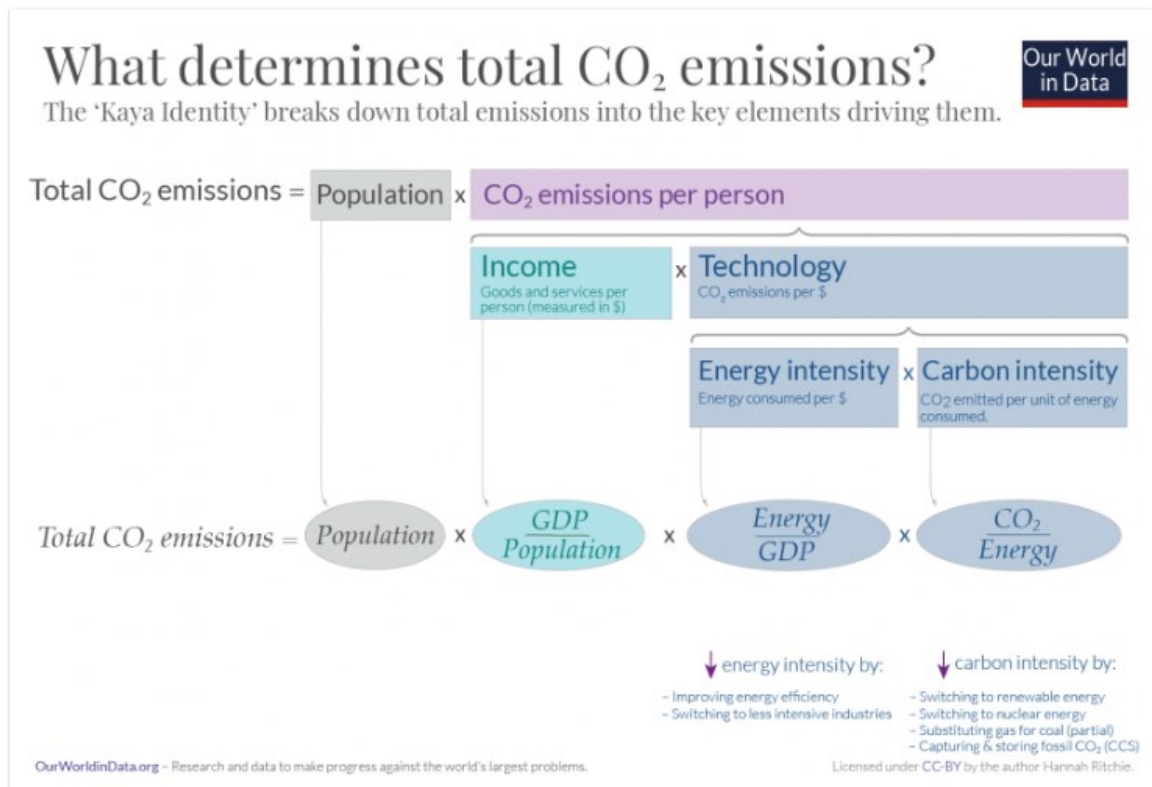 What determines total CO₂ emissions?
Our World
in Data
The ‘Kaya Identity’ breaks down total emissions into the key elements driving them.
Total CO₂ emissions = Population x CO₂ emissions per person
Income x Technology
Goods and services per
person (measured in $)
CO₂ emissions per $
Energy intensity x Carbon intensity
Energy consumed per $
CO2 emitted per unit of energy
consumed.
Total CO₂ emissions = Population x GDP/Population x Energy/GDP x CO₂/Energy
↓ energy intensity by:
– Improving energy efficiency
– Switching to less intensive industries
↓ carbon intensity by:
– Switching to renewable energy
– Switching to nuclear energy
– Substituting gas for coal (partial)
– Capturing & storing fossil CO₂ (CCS)
OurWorldinData.org – Research and data to make progress against the world’s largest problems.
Licensed under CC-BY by the author Hannah Ritchie.